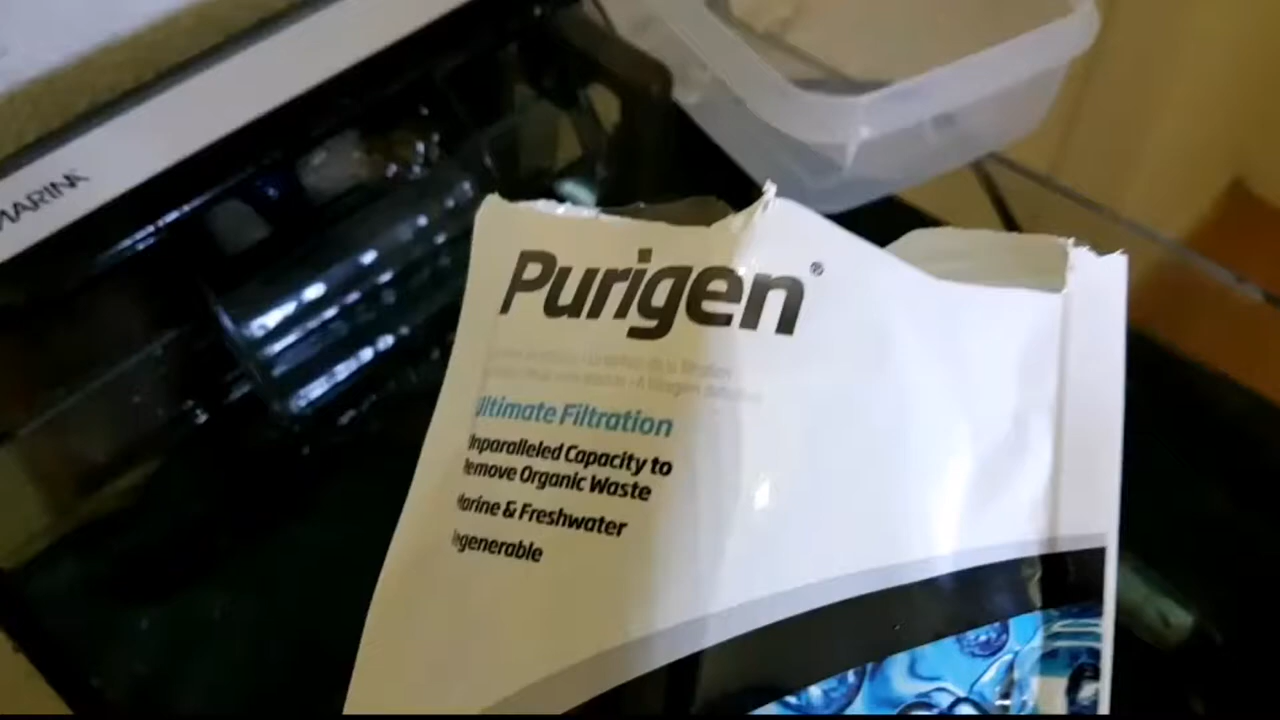 MARINA
Purigen®
Ultimate Filtration
Unparalleled Capacity to
Remove Organic Waste
Marine & Freshwater
Regenerable